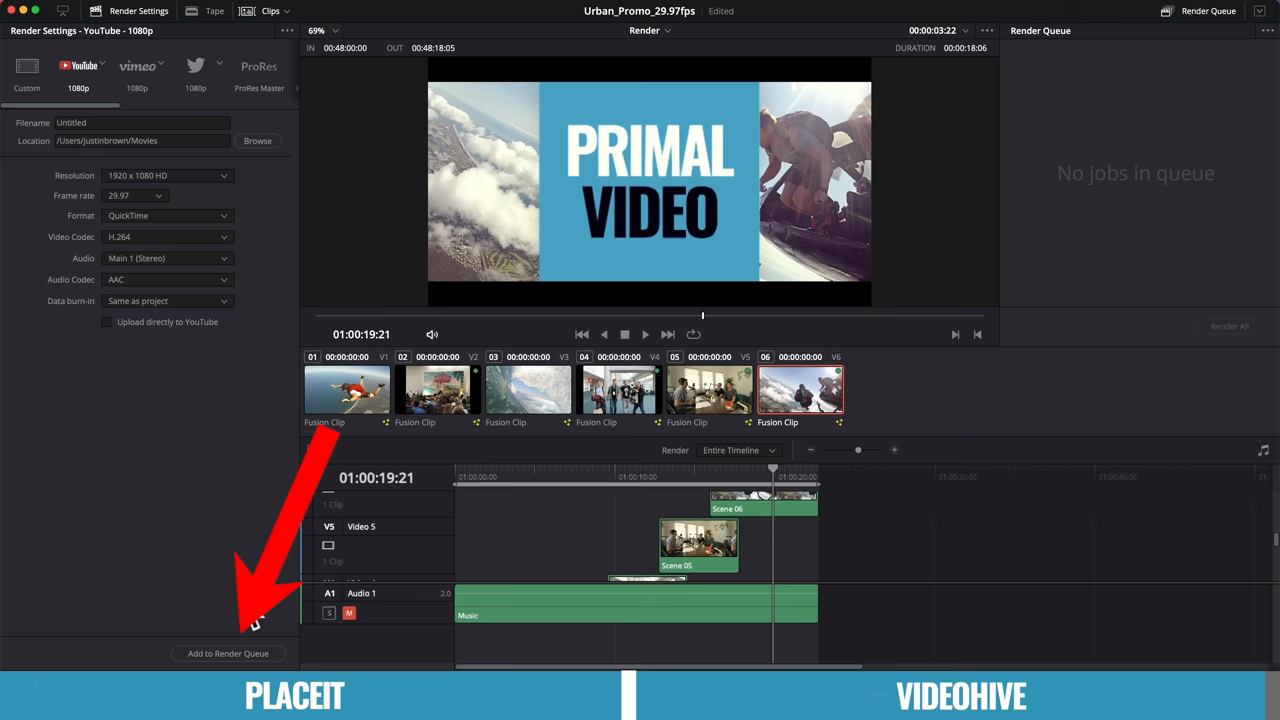 Render Settings
Tape
Clips
Urban_Promo_29.97fps
Edited
Render Queue
Render Settings - YouTube - 1080p
69%
Render
00:00:03:22
Render Queue
IN 00:48:00:00 OUT 00:48:18:05
DURATION 00:00:18:06
YouTube
vimeo
ProRes
Custom
1080p
1080p
1080p
ProRes Master
Filename Untitled
Location /Users/justinbrown/Movies
Browse
Resolution 1920 x 1080 HD
Frame rate 29.97
Format QuickTime
Video Codec H.264
Audio Main 1 (Stereo)
Audio Codec AAC
Data burn-in Same as project
Upload directly to YouTube
PRIMAL
VIDEO
No jobs in queue
Render All
01:00:19:21
01 00:00:00:00 V1
02 00:00:00:00 V2
03 00:00:00:00 V3
04 00:00:00:00 V4
05 00:00:00:00 V5
06 00:00:00:00 V6
Fusion Clip
Fusion Clip
Fusion Clip
Fusion Clip
Fusion Clip
Fusion Clip
Render Entire Timeline
01:00:19:21
01:00:00:00
01:00:10:00
01:00:20:00
01:00:30:00
01:00:40:00
1 Clip
Scene 06
V5 Video 5
1 Clip
Scene 05
A1 Audio 1 2.0
S M
Music
Add to Render Queue
PLACEIT
VIDEOHIVE